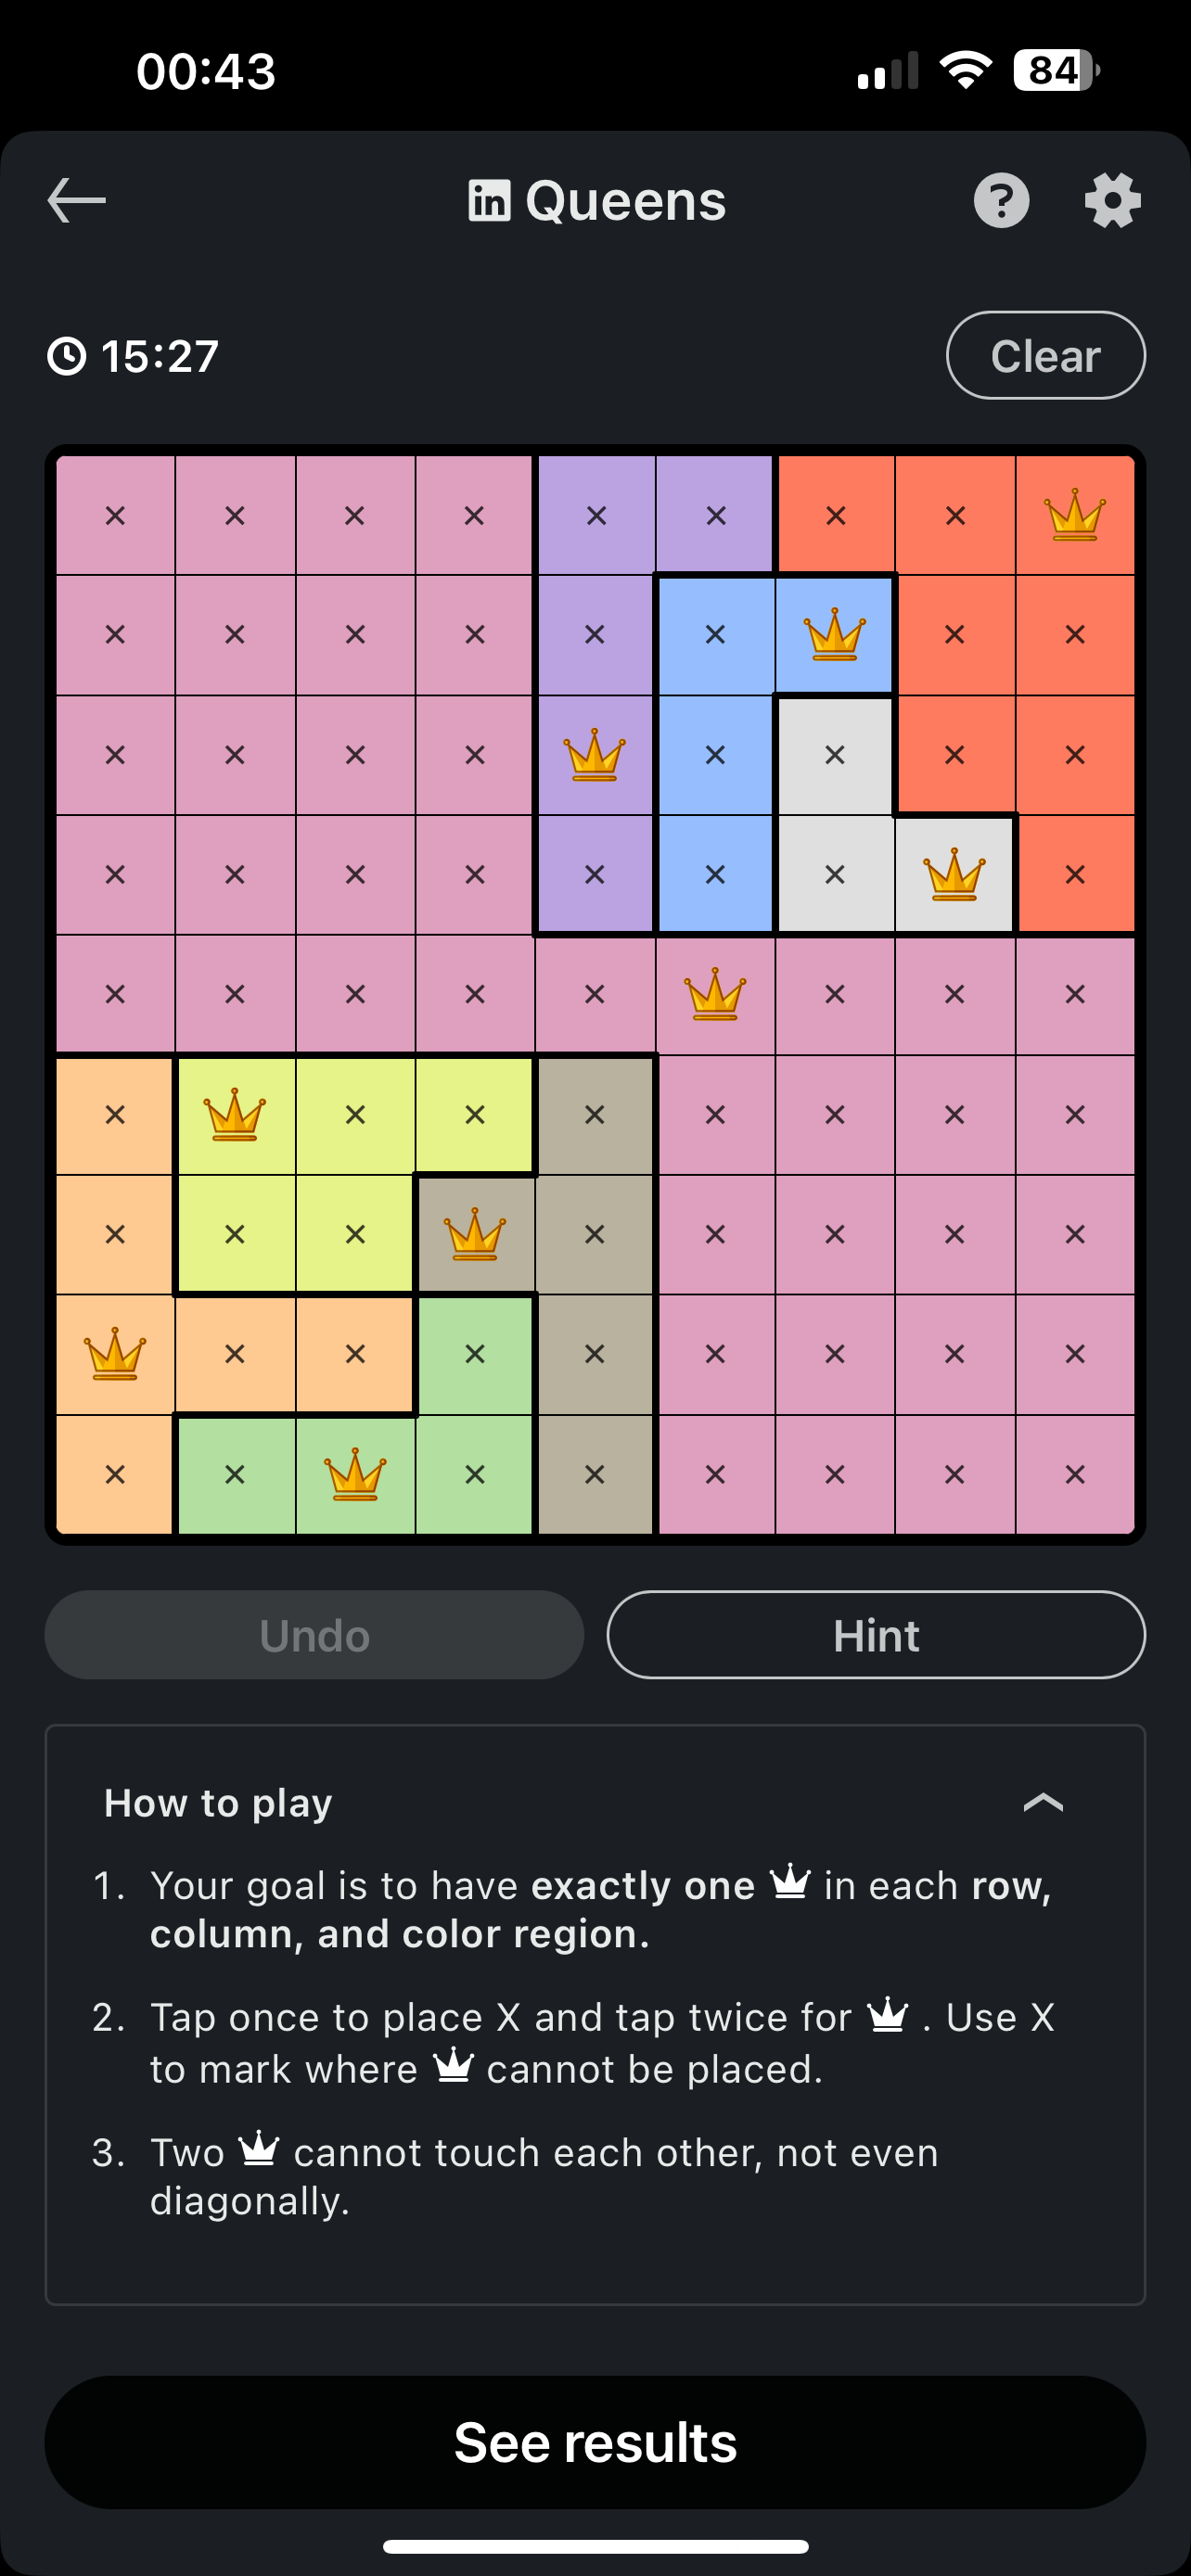 00:43
84
in Queens
?
15:27
Clear
Undo
Hint
How to play
1. Your goal is to have exactly one in each row,
column, and color region.
2. Tap once to place X and tap twice for . Use X
to mark where cannot be placed.
3. Two cannot touch each other, not even
diagonally.
See results